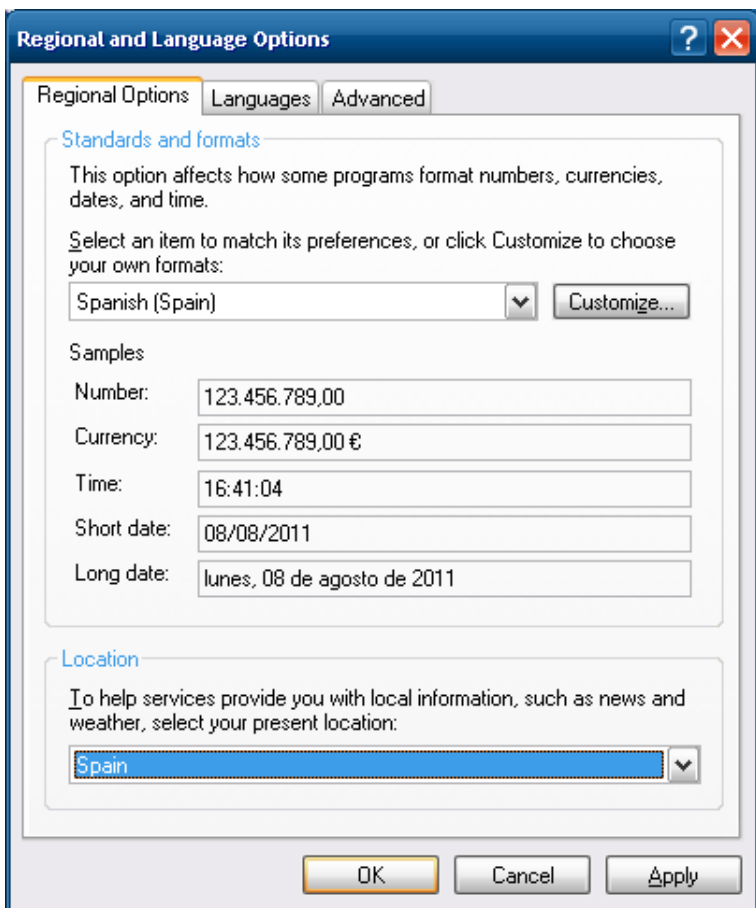 Regional and Language Options
Regional Options
Languages
Advanced
Standards and formats
This option affects how some programs format numbers, currencies,
dates, and time.
Select an item to match its preferences, or click Customize to choose
your own formats:
Spanish (Spain)
Customize...
Samples
Number: 123.456.789,00
Currency: 123.456.789,00 €
Time: 16:41:04
Short date: 08/08/2011
Long date: lunes, 08 de agosto de 2011
Location
To help services provide you with local information, such as news and
weather, select your present location:
Spain
OK Cancel Apply